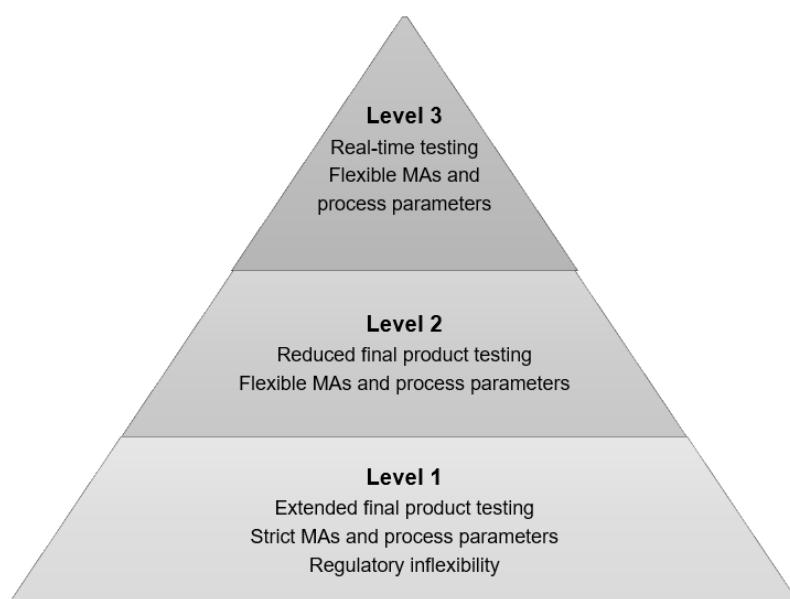 Level 3
Real-time testing
Flexible MAs and
process parameters
Level 2
Reduced final product testing
Flexible MAs and process parameters
Level 1
Extended final product testing
Strict MAs and process parameters
Regulatory inflexibility